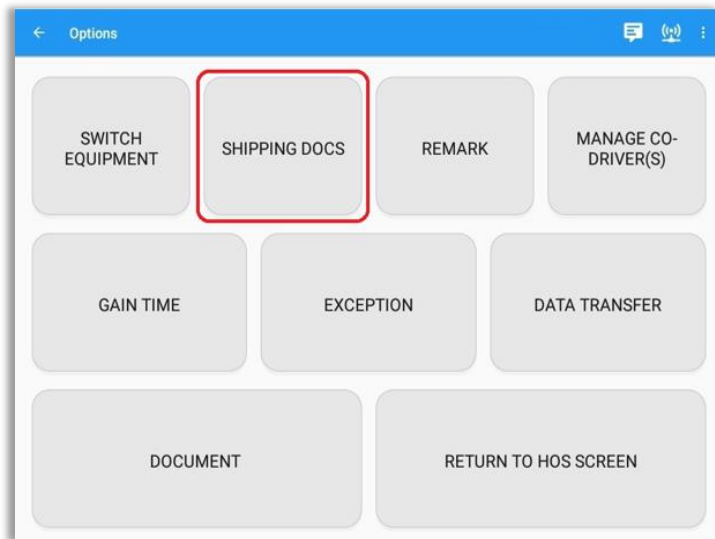 Options
SWITCH
EQUIPMENT
SHIPPING DOCS
REMARK
MANAGE CO-
DRIVER(S)
GAIN TIME
EXCEPTION
DATA TRANSFER
DOCUMENT
RETURN TO HOS SCREEN